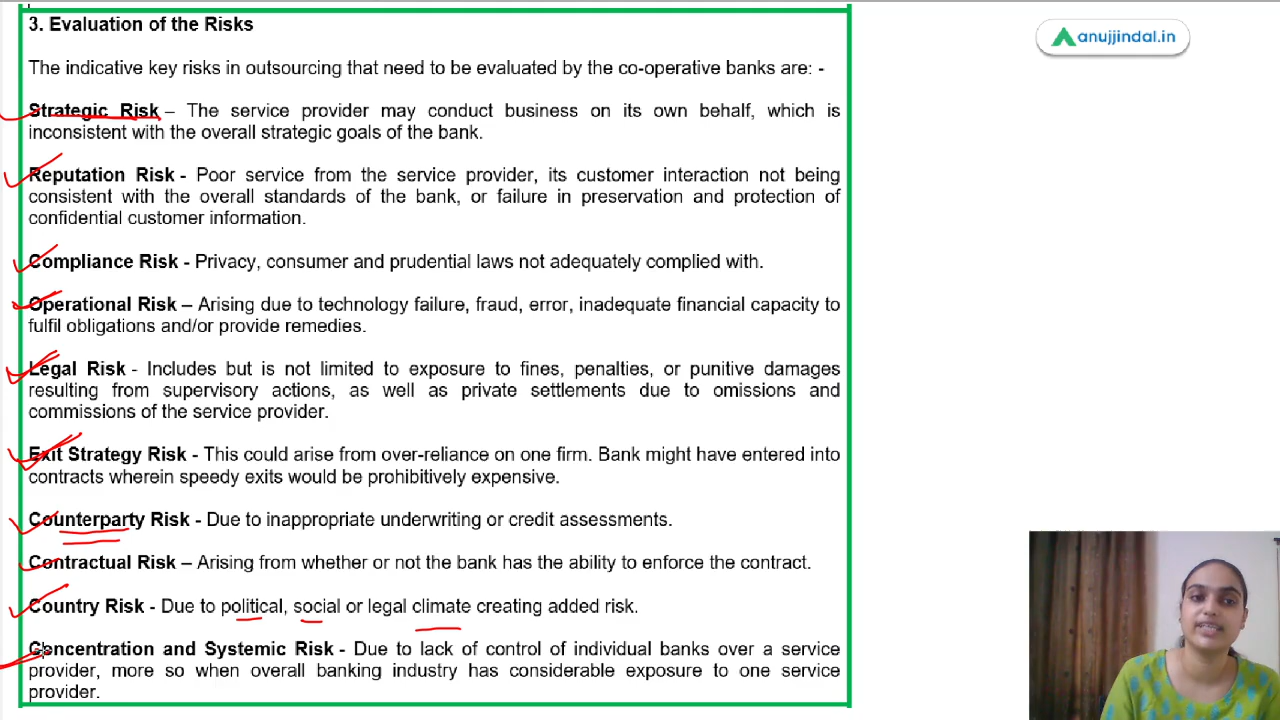 3. Evaluation of the Risks
anujjindal.in
The indicative key risks in outsourcing that need to be evaluated by the co-operative banks are: -
Strategic Risk – The service provider may conduct business on its own behalf, which is
inconsistent with the overall strategic goals of the bank.
Reputation Risk - Poor service from the service provider, its customer interaction not being
consistent with the overall standards of the bank, or failure in preservation and protection of
confidential customer information.
Compliance Risk - Privacy, consumer and prudential laws not adequately complied with.
Operational Risk – Arising due to technology failure, fraud, error, inadequate financial capacity to
fulfil obligations and/or provide remedies.
Legal Risk - Includes but is not limited to exposure to fines, penalties, or punitive damages
resulting from supervisory actions, as well as private settlements due to omissions and
commissions of the service provider.
Exit Strategy Risk - This could arise from over-reliance on one firm. Bank might have entered into
contracts wherein speedy exits would be prohibitively expensive.
Counterparty Risk - Due to inappropriate underwriting or credit assessments.
Contractual Risk – Arising from whether or not the bank has the ability to enforce the contract.
Country Risk - Due to political, social or legal climate creating added risk.
Concentration and Systemic Risk - Due to lack of control of individual banks over a service
provider, more so when overall banking industry has considerable exposure to one service
provider.